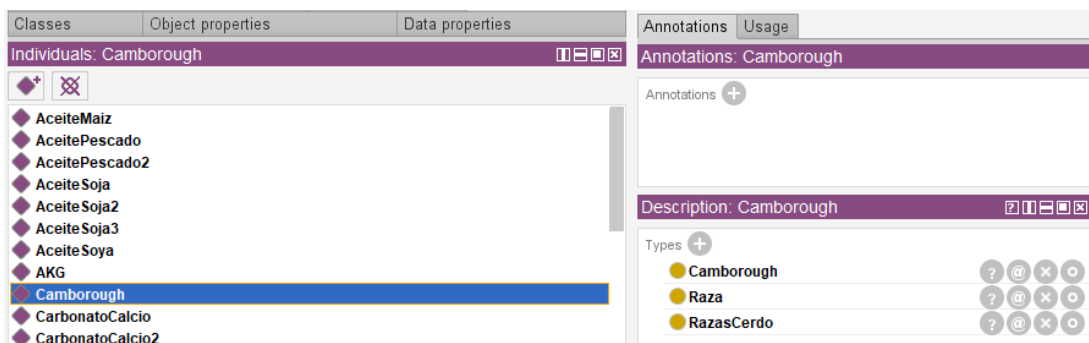 Classes Object properties Data properties
Individuals: Camborough
AceiteMaiz
AceitePescado
AceitePescado2
AceiteSoja
AceiteSoja2
AceiteSoja3
AceiteSoya
AKG
Camborough
CarbonatoCalcio
CarbonatoCalcio2
Annotations Usage
Annotations: Camborough
Annotations
Description: Camborough
Types
Camborough
Raza
RazasCerdo